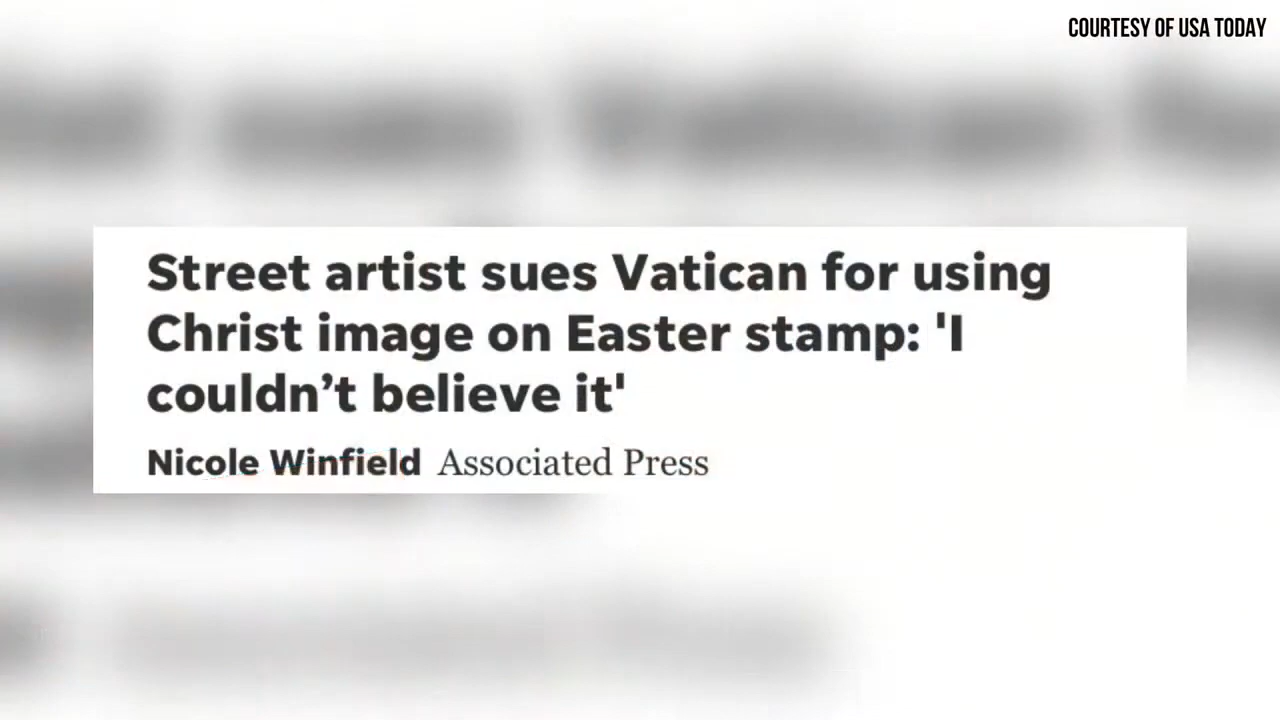 COURTESY OF USA TODAY
Street artist sues Vatican for using
Christ image on Easter stamp: 'I
couldn’t believe it'
Nicole Winfield Associated Press